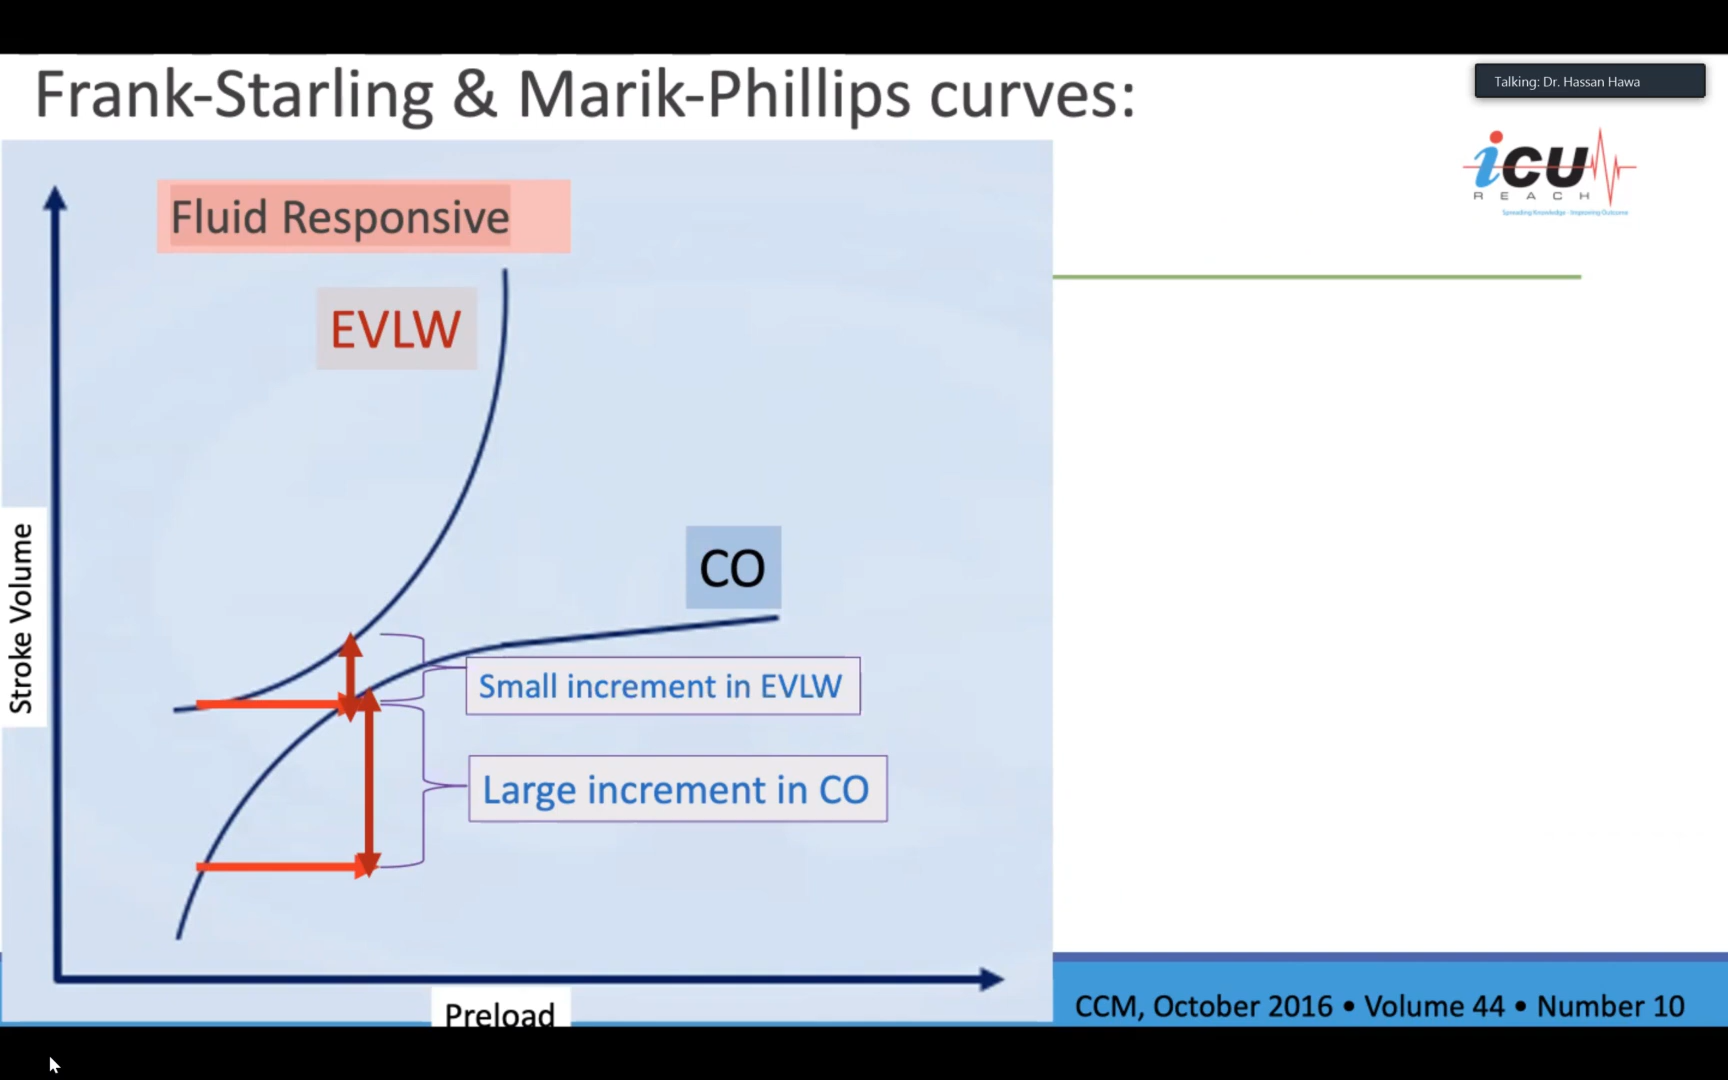 Frank-Starling & Marik-Phillips curves:
Talking: Dr. Hassan Hawa
iCU
REACH
Spreading Knowledge - Improving Outcome
Fluid Responsive
EVLW
CO
Stroke Volume
Small increment in EVLW
Large increment in CO
Preload
CCM, October 2016 • Volume 44 • Number 10